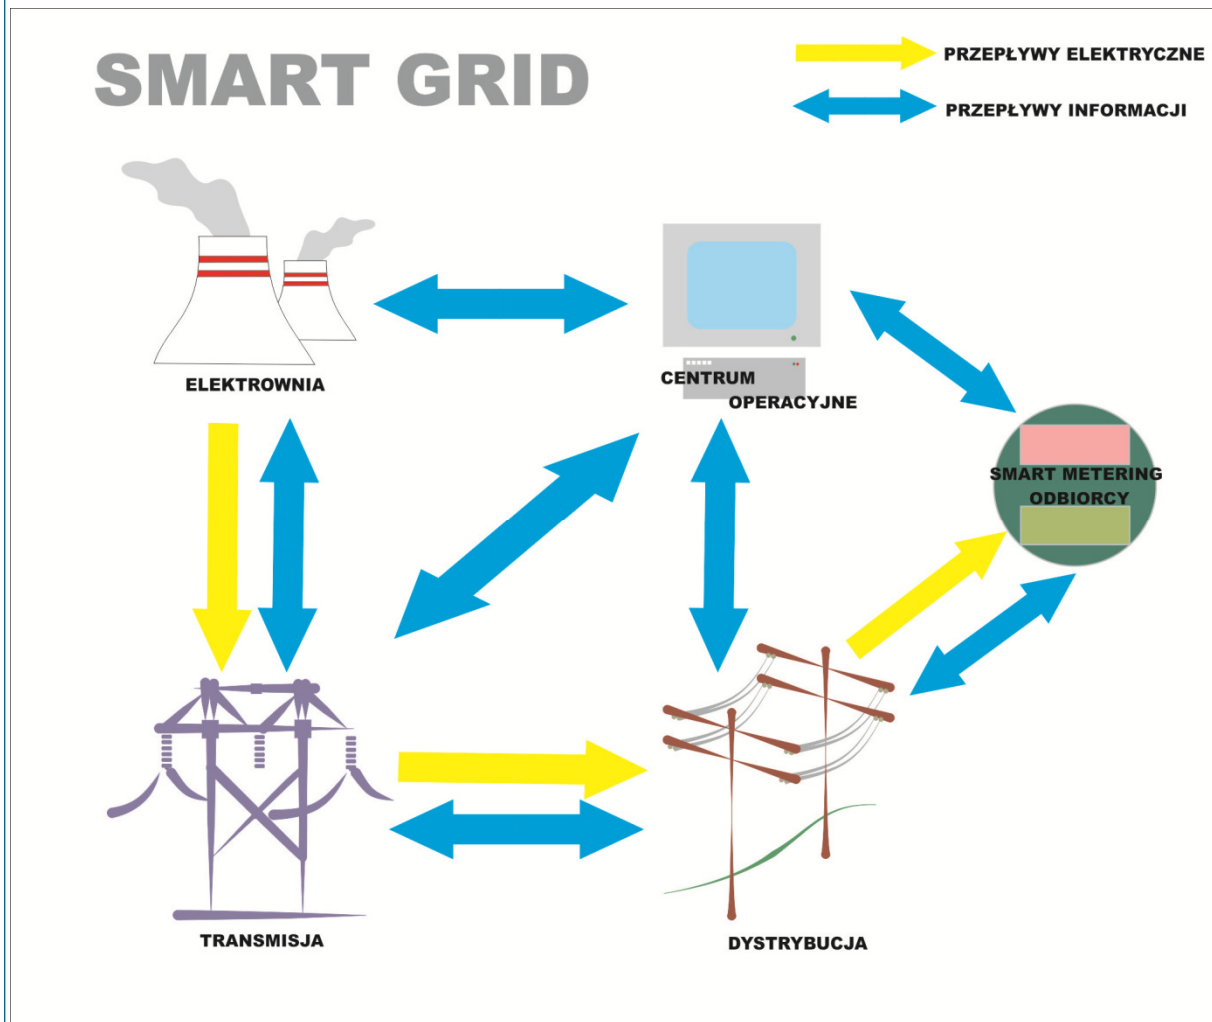 SMART GRID
PRZEPŁYWY ELEKTRYCZNE
PRZEPŁYWY INFORMACJI
ELEKTROWNIA
CENTRUM
OPERACYJNE
SMART METERING
ODBIORCY
TRANSMISJA
DYSTRYBUCJA